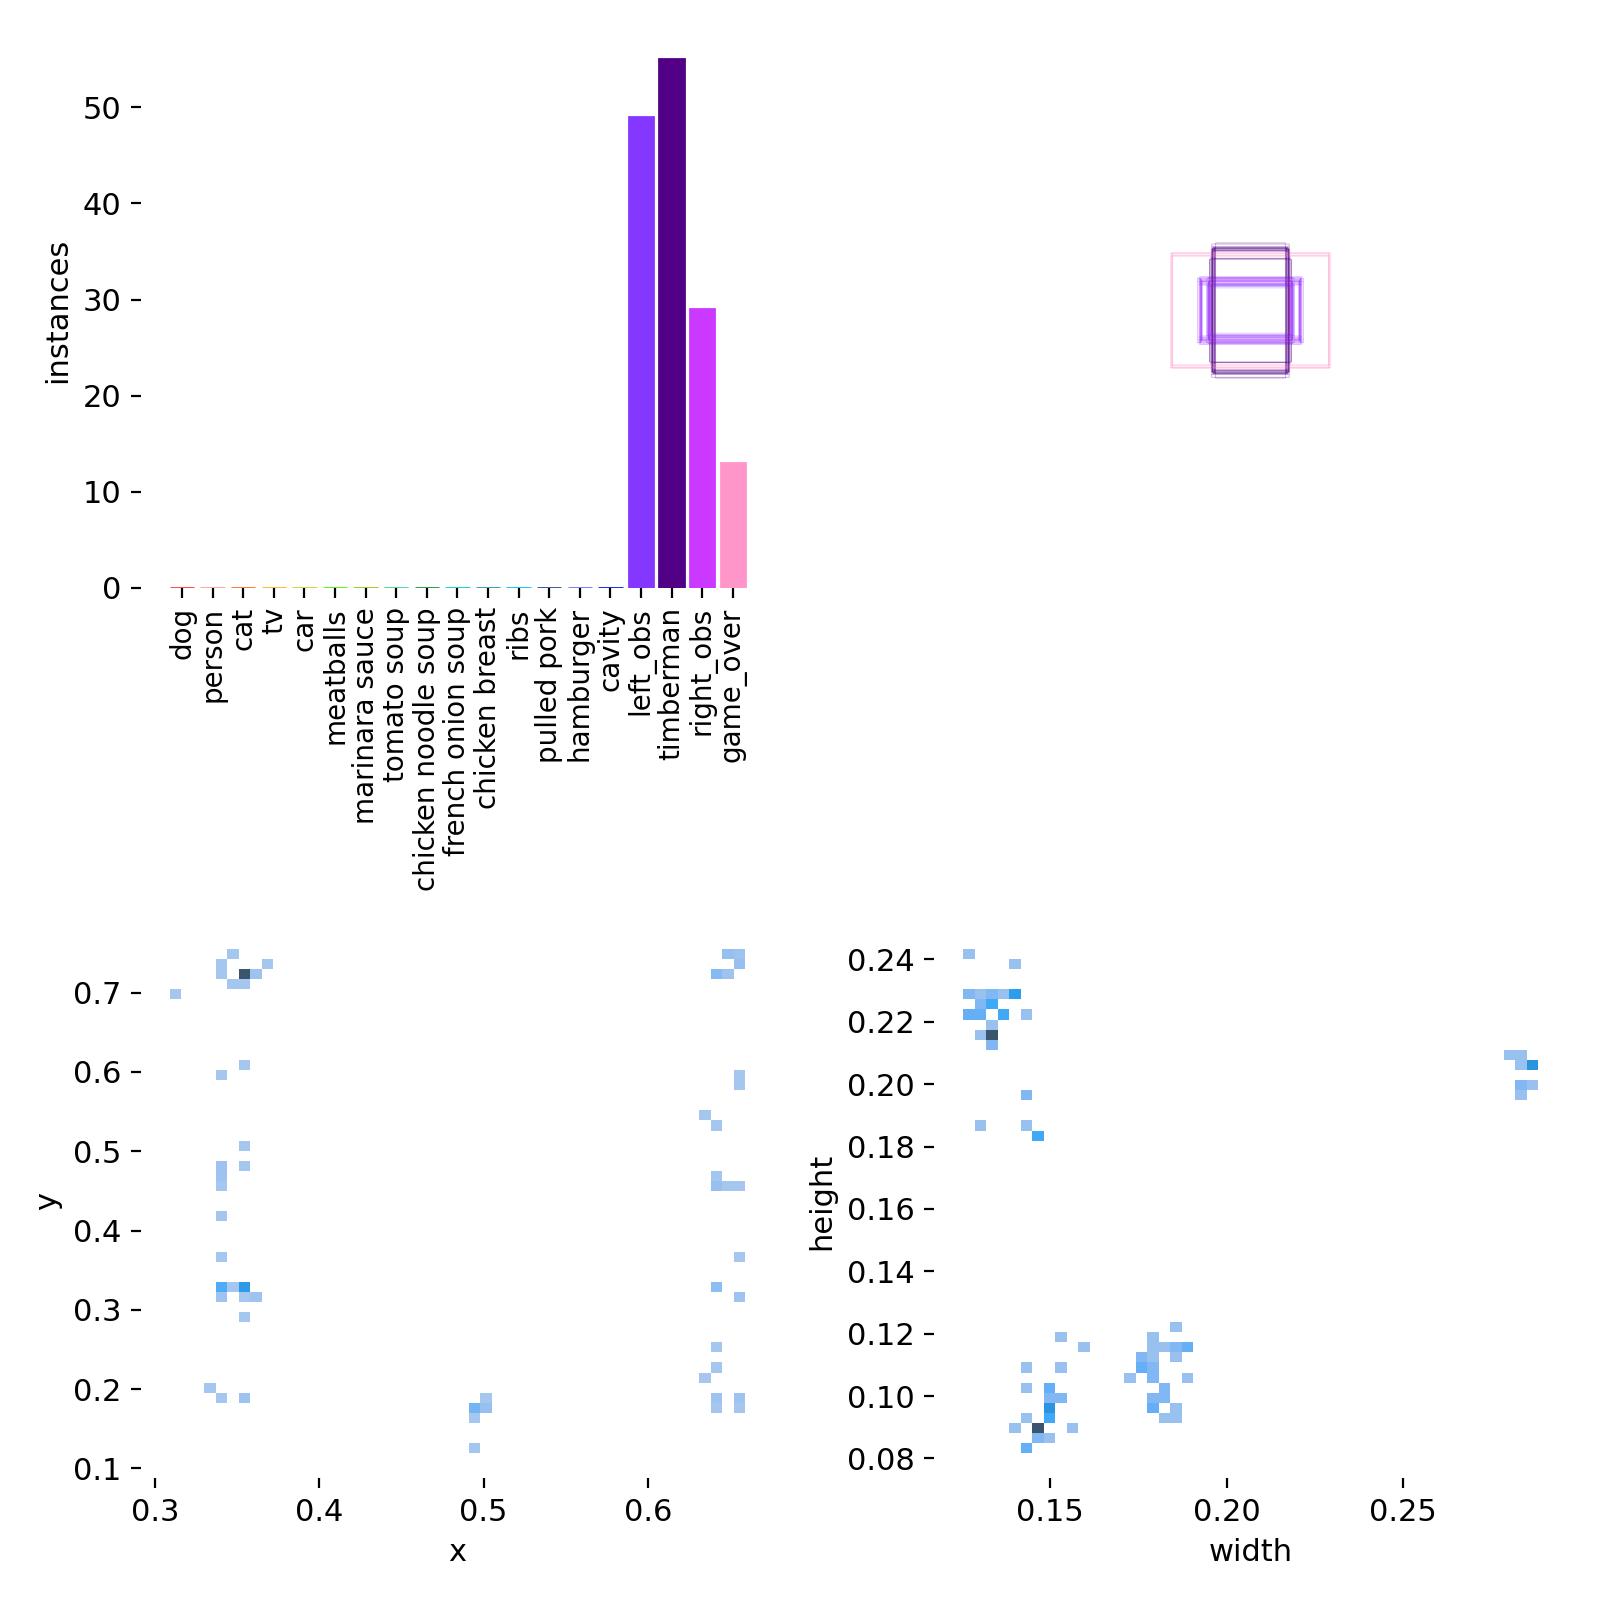 50
40
30
20
10
0
instances
dog
person
cat
tv
car
meatballs
marinara sauce
tomato soup
chicken noodle soup
french onion soup
chicken breast
ribs
pulled pork
hamburger
cavity
left_obs
timberman
right_obs
game_over
0.7
0.6
0.5
0.4
0.3
0.2
0.1
y
0.3 0.4 0.5 0.6
x
0.24
0.22
0.20
0.18
0.16
0.14
0.12
0.10
0.08
height
0.15 0.20 0.25
width